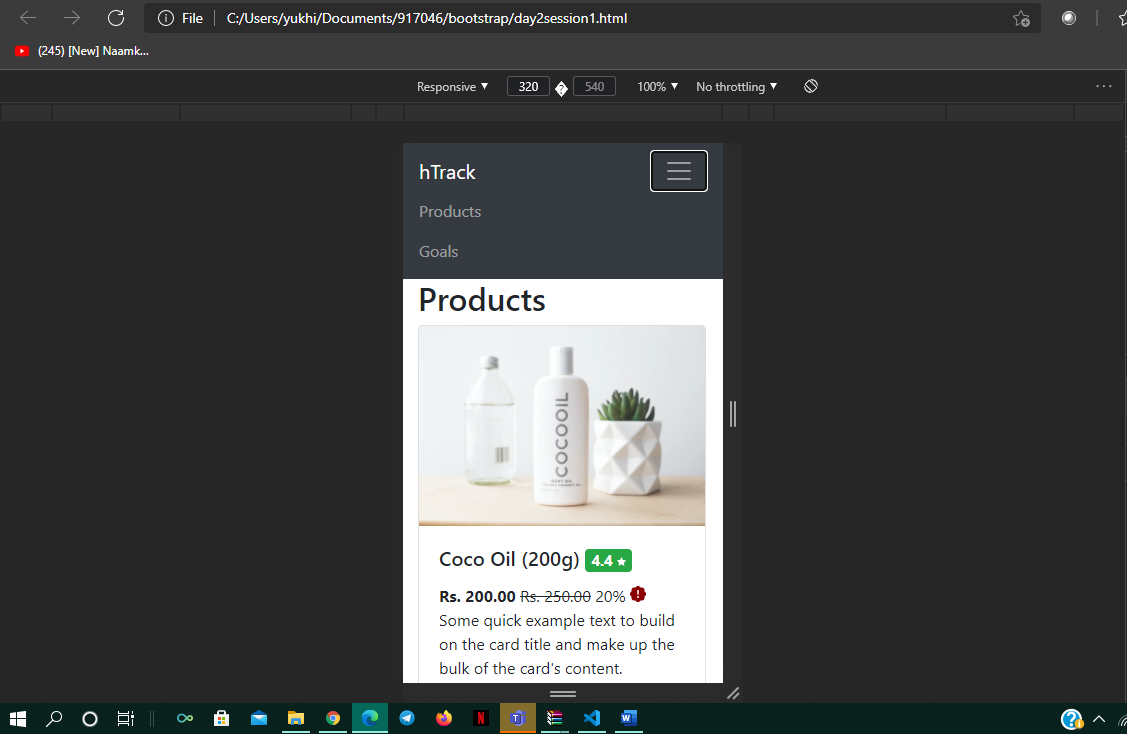 File C:/Users/yukhi/Documents/917046/bootstrap/day2session1.html
(245) [New] Naamk...
Responsive 320 540 100% No throttling
hTrack
Products
Goals
Products
COCOOIL
BODY OIL
Coco Oil (200g) 4.4 ★
Rs. 200.00 Rs. 250.00 20%
Some quick example text to build
on the card title and make up the
bulk of the card's content.